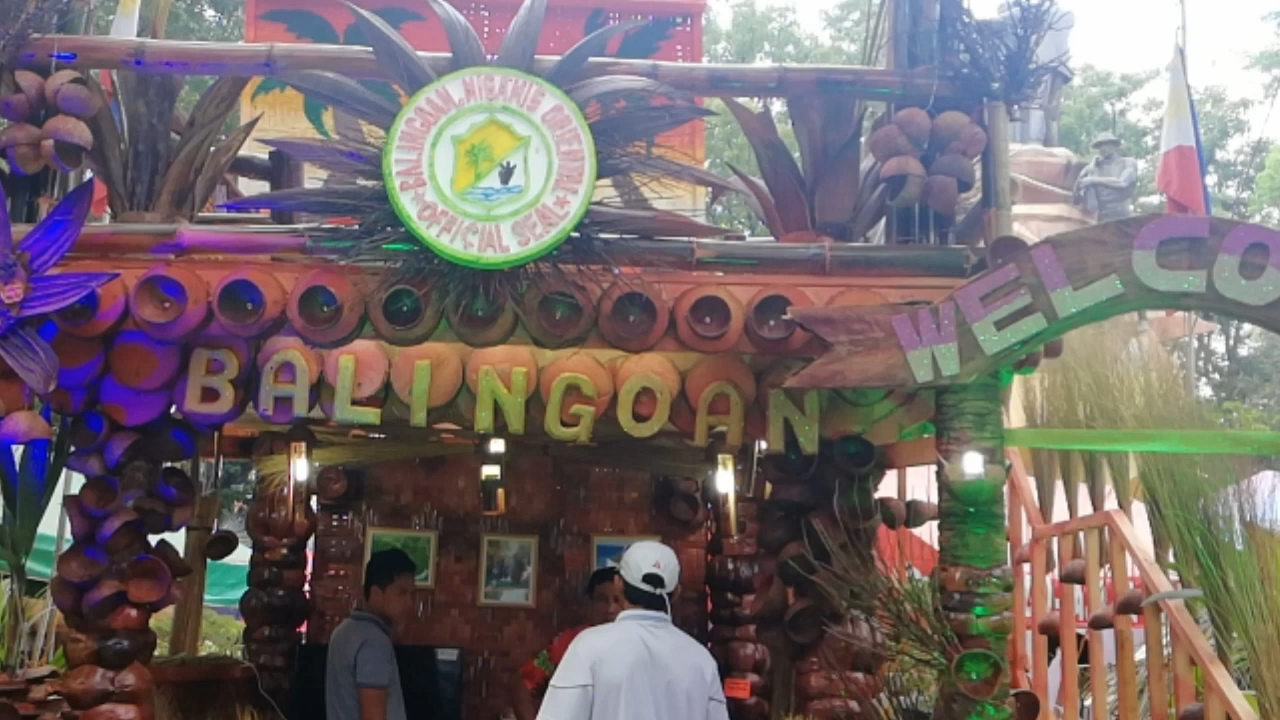 BALINGOAN, MISAMIS ORIENTAL
★ OFFICIAL SEAL ★
WELCO
BALINGOAN